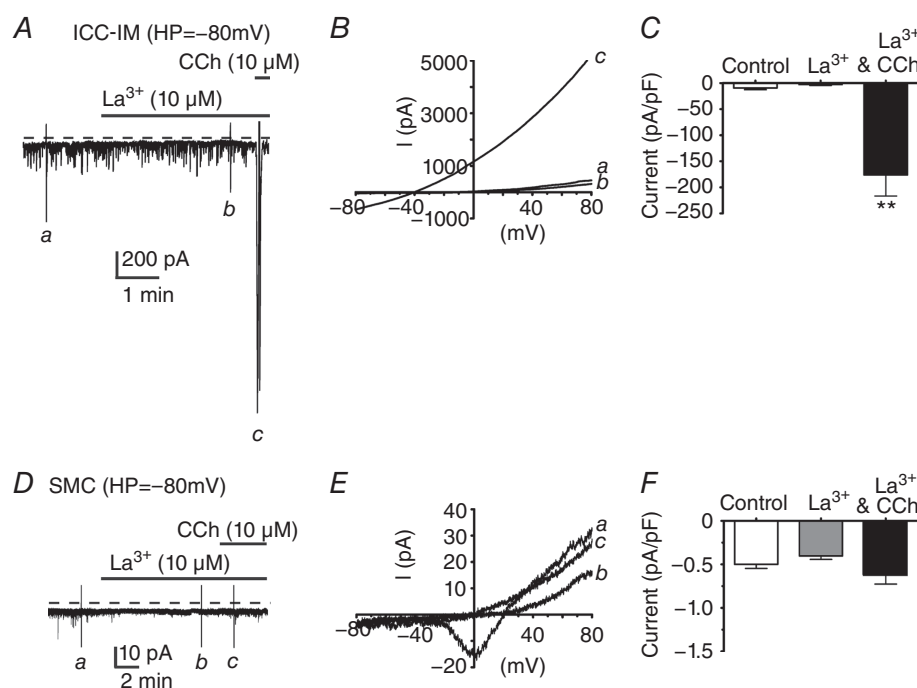 A ICC-IM (HP=−80mV)
CCh (10 µM)
La³⁺ (10 µM)
a
b
c
200 pA
1 min
B
I (pA)
5000
3000
1000
−1000
−80
−40
40
80
(mV)
c
a
b
C
La³⁺
Control La³⁺ & CCh
Current (pA/pF)
0
−50
−100
−150
−200
−250
**
D SMC (HP=−80mV)
CCh (10 µM)
La³⁺ (10 µM)
a
b
c
10 pA
2 min
E
I (pA)
40
30
20
10
−20
−80
−40
0
40
80
(mV)
a
c
b
F
La³⁺
Control La³⁺ & CCh
Current (pA/pF)
0
−0.5
−1.0
−1.5